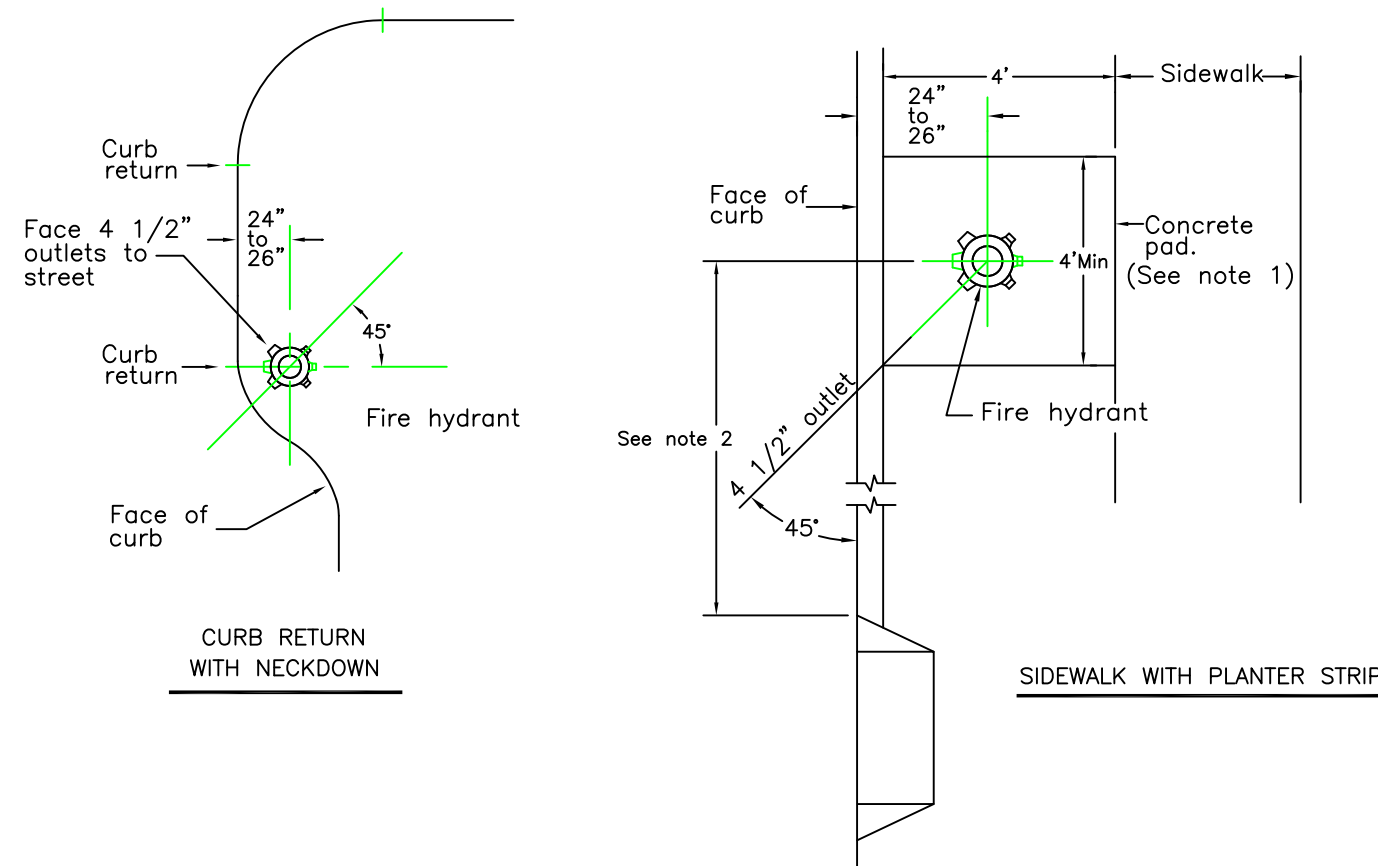 Curb
return
Face 4 1/2”
outlets to
street
24”
to
26”
45°
Curb
return
Fire hydrant
Face of
curb
CURB RETURN
WITH NECKDOWN
4'
Sidewalk
24”
to
26”
Face of
curb
Concrete
pad.
(See note 1)
4'Min
Fire hydrant
See note 2
4 1/2” outlet
45°
SIDEWALK WITH PLANTER STRIP